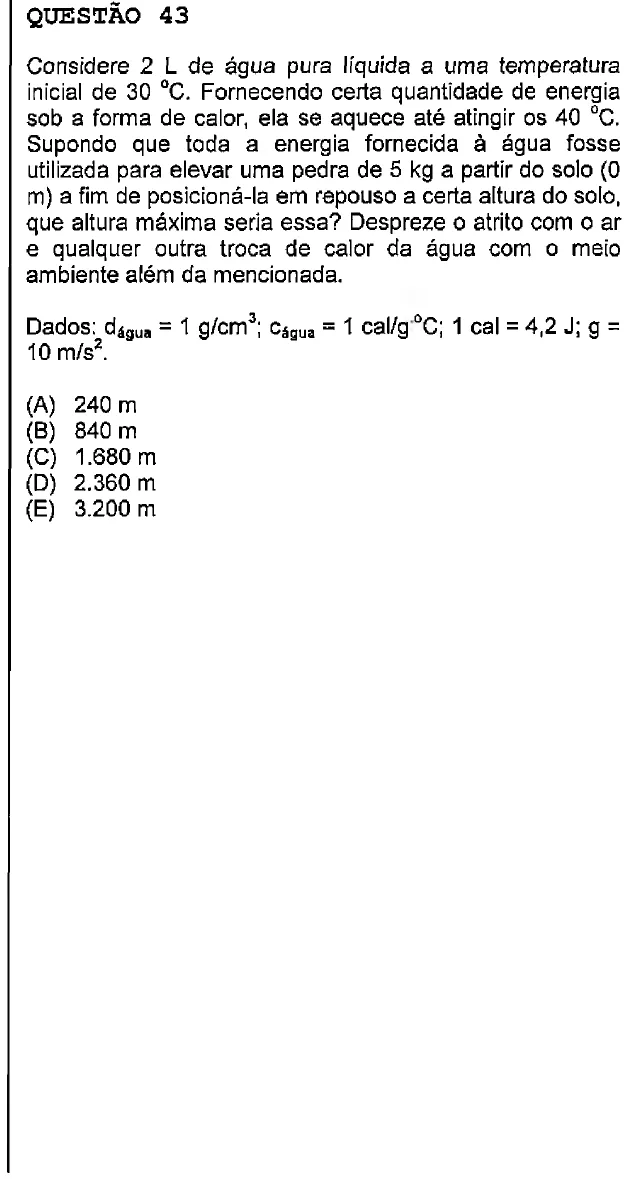 QUESTÃO 43
Considere 2 L de água pura líquida a uma temperatura
inicial de 30 ºC. Fornecendo certa quantidade de energia
sob a forma de calor, ela se aquece até atingir os 40 ºC.
Supondo que toda a energia fornecida à água fosse
utilizada para elevar uma pedra de 5 kg a partir do solo (0
m) a fim de posicioná-la em repouso a certa altura do solo,
que altura máxima seria essa? Despreze o atrito com o ar
e qualquer outra troca de calor da água com o meio
ambiente além da mencionada.
Dados: dágua = 1 g/cm³; cágua = 1 cal/g·ºC; 1 cal = 4,2 J; g =
10 m/s².
(A) 240 m
(B) 840 m
(C) 1.680 m
(D) 2.360 m
(E) 3.200 m